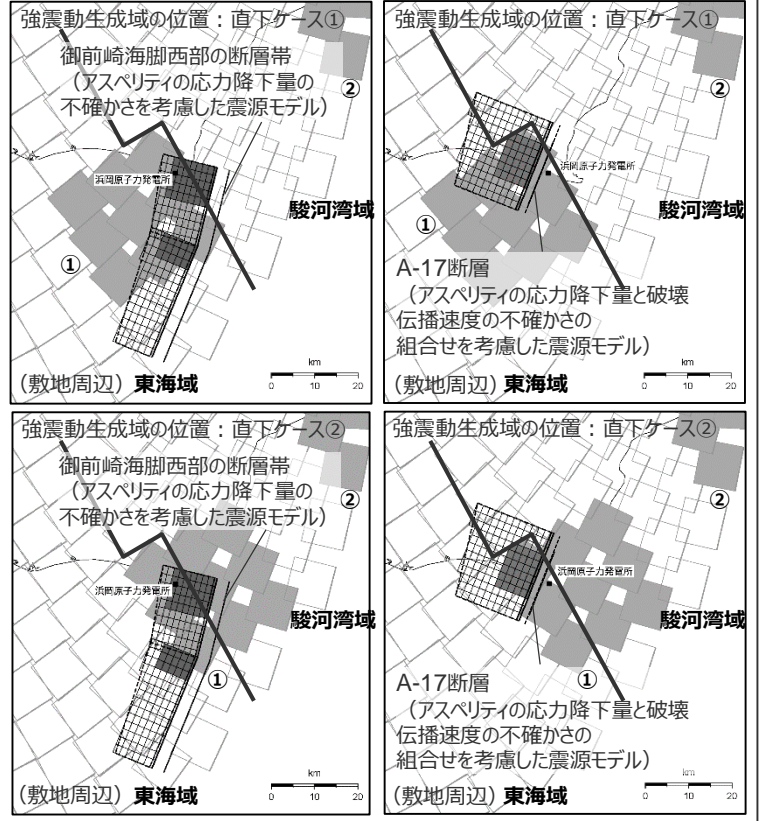 強震動生成域の位置：直下ケース①
御前崎海脚西部の断層帯
（アスペリティの応力降下量の
不確かさを考慮した震源モデル）
②
浜岡原子力発電所
駿河湾域
①
km
0 10 20
（敷地周辺）東海域
強震動生成域の位置：直下ケース①
②
浜岡原子力発電所
駿河湾域
①
A-17断層
（アスペリティの応力降下量と破壊
伝播速度の不確かさの
組合せを考慮した震源モデル）
km
0 10 20
（敷地周辺）東海域
強震動生成域の位置：直下ケース②
御前崎海脚西部の断層帯
（アスペリティの応力降下量の
不確かさを考慮した震源モデル）
②
浜岡原子力発電所
駿河湾域
①
km
0 10 20
（敷地周辺）東海域
強震動生成域の位置：直下ケース②
②
浜岡原子力発電所
駿河湾域
①
A-17断層
（アスペリティの応力降下量と破壊
伝播速度の不確かさの
組合せを考慮した震源モデル）
km
0 10 20
（敷地周辺）東海域